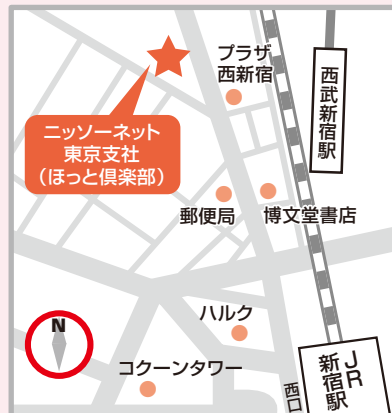 プラザ
西新宿
西武新宿駅
ニッソーネット
東京支社
(ほっと倶楽部)
郵便局
博文堂書店
N
ハルク
コクーンタワー
西口
JR
新宿駅